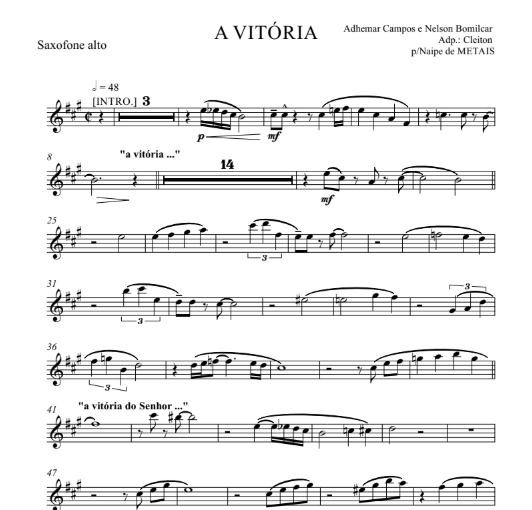 A VITÓRIA
Adhemar Campos e Nelson Bomilcar
Adp.: Cleiton
p/Naipe de METAIS
Saxofone alto
= 48
[INTRO.] 3
p mf
8 "a vitória ..." 14
mf
25
3
31
3 3
36
3
"a vitória do Senhor ..."
41
47